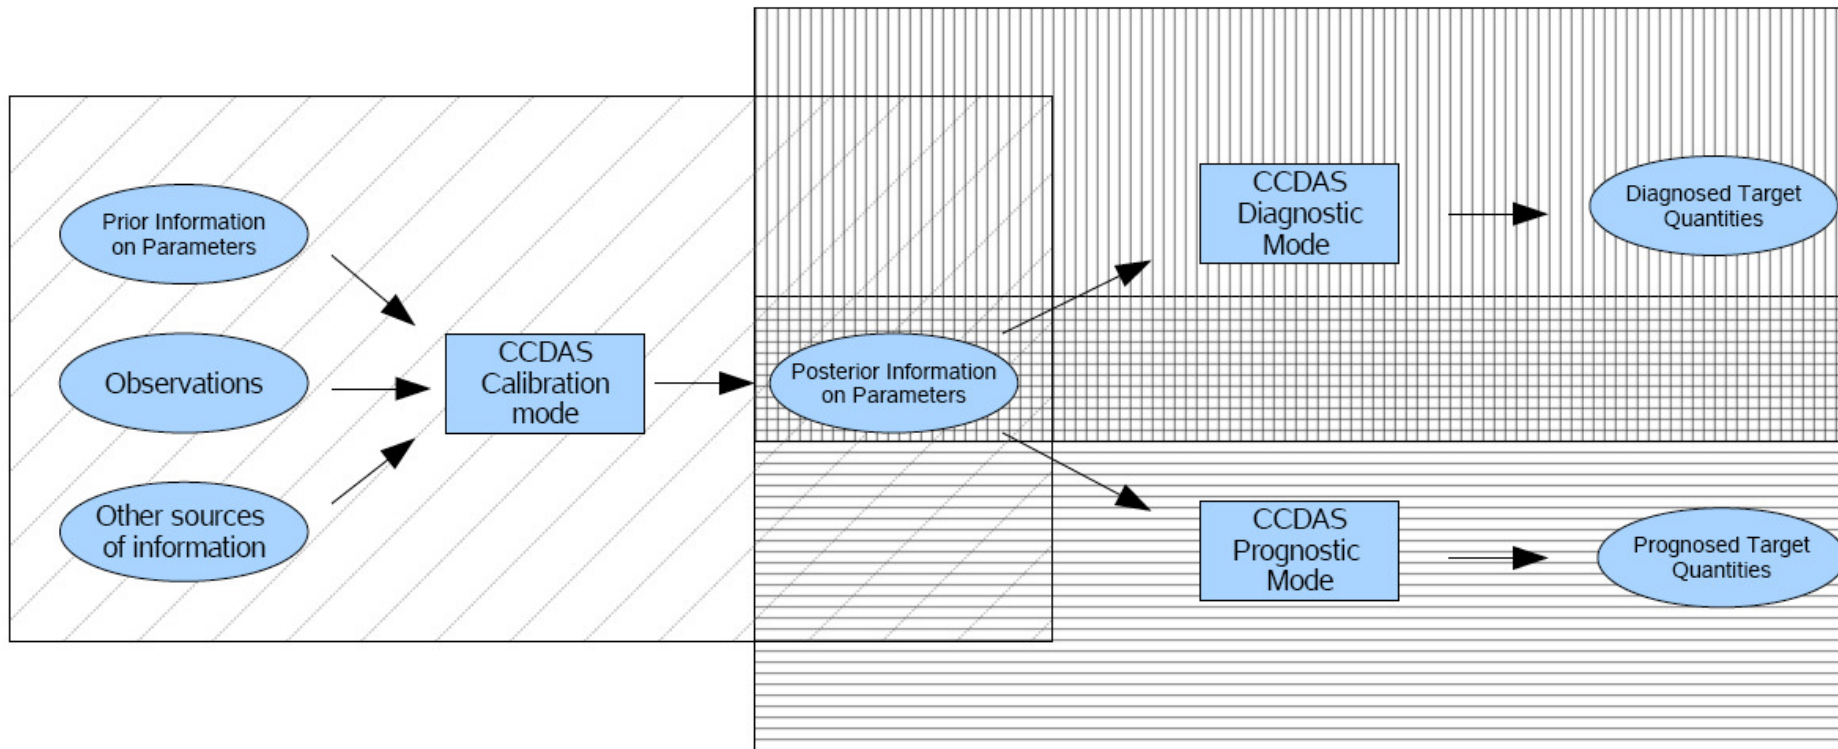 Prior Information
on Parameters
Observations
Other sources
of information
CCDAS
Calibration
mode
Posterior Information
on Parameters
CCDAS
Diagnostic
Mode
Diagnosed Target
Quantities
CCDAS
Prognostic
Mode
Prognosed Target
Quantities